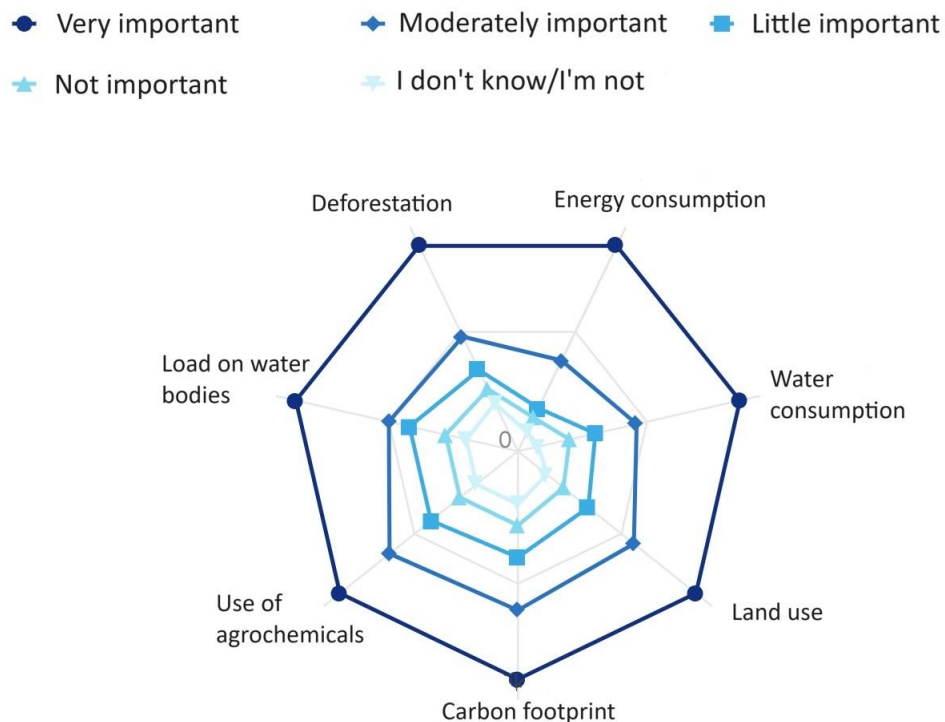 Very important
Moderately important
Little important
Not important
I don't know/I'm not
Deforestation
Energy consumption
Load on water
bodies
Water
consumption
0
Use of
agrochemicals
Land use
Carbon footprint